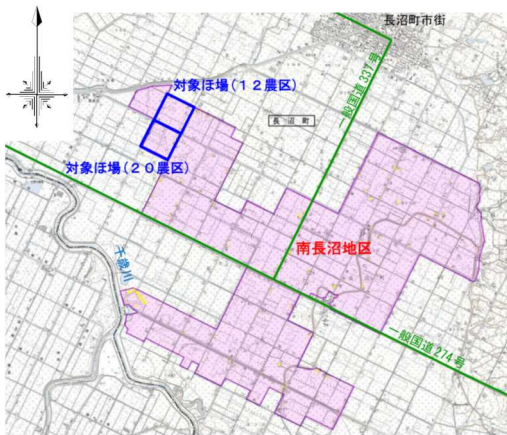 長沼町市街
一般国道337号
対象ほ場(12農区)
長沼町
対象ほ場(20農区)
南長沼地区
千歳川
一般国道274号